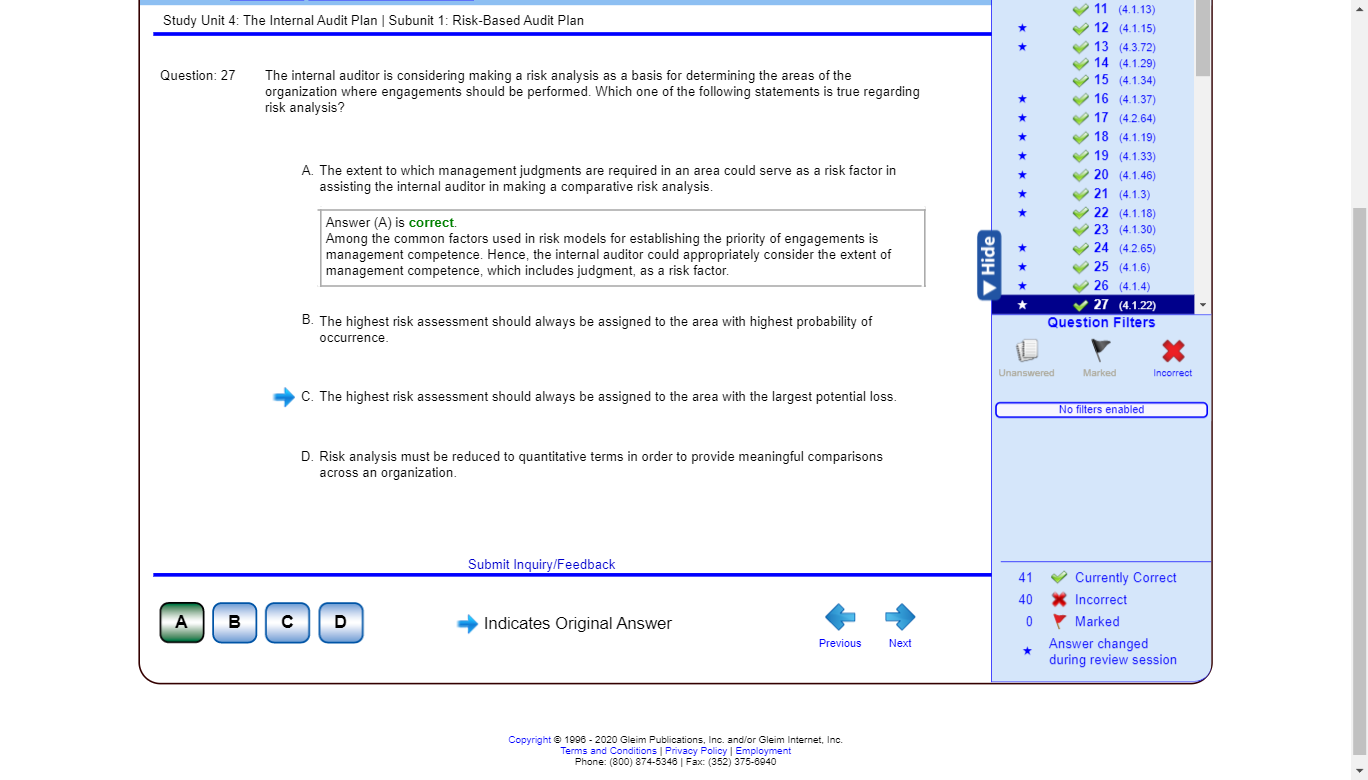 Study Unit 4: The Internal Audit Plan | Subunit 1: Risk-Based Audit Plan
Question: 27
The internal auditor is considering making a risk analysis as a basis for determining the areas of the
organization where engagements should be performed. Which one of the following statements is true regarding
risk analysis?
A. The extent to which management judgments are required in an area could serve as a risk factor in
assisting the internal auditor in making a comparative risk analysis.
Answer (A) is correct.
Among the common factors used in risk models for establishing the priority of engagements is
management competence. Hence, the internal auditor could appropriately consider the extent of
management competence, which includes judgment, as a risk factor.
B. The highest risk assessment should always be assigned to the area with highest probability of
occurrence.
C. The highest risk assessment should always be assigned to the area with the largest potential loss.
D. Risk analysis must be reduced to quantitative terms in order to provide meaningful comparisons
across an organization.
Submit Inquiry/Feedback
A B C D
Indicates Original Answer
Previous Next
11 (4.1.13)
12 (4.1.15)
13 (4.3.72)
14 (4.1.29)
15 (4.1.34)
16 (4.1.37)
17 (4.2.64)
18 (4.1.19)
19 (4.1.33)
20 (4.1.46)
21 (4.1.3)
22 (4.1.18)
23 (4.1.30)
24 (4.2.65)
25 (4.1.6)
26 (4.1.4)
27 (4.1.22)
Hide
Question Filters
Unanswered Marked Incorrect
No filters enabled
41 Currently Correct
40 Incorrect
0 Marked
Answer changed
during review session
Copyright © 1996 - 2020 Gleim Publications, Inc. and/or Gleim Internet, Inc.
Terms and Conditions | Privacy Policy | Employment
Phone: (800) 874-5346 | Fax: (352) 375-6940